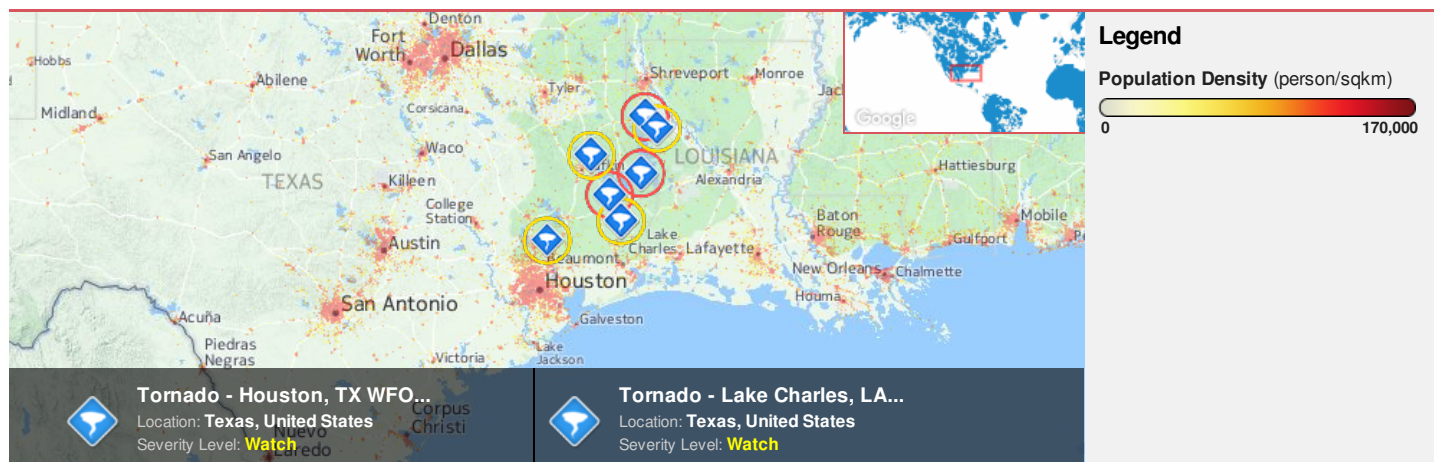 Denton
Fort
Worth
Dallas
Hobbs
Abilene
Tyler
Shreveport
Monroe
Midland
Corsicana
San Angelo
Waco
TEXAS
Killeen
LOUISIANA
Alexandria
Hattiesburg
College
Station
Austin
Lake
Charles
Lafayette
Baton
Rouge
Mobile
Gulfport
Beaumont
Houston
New Orleans
Chalmette
Houma
San Antonio
Galveston
Acuña
Piedras
Negras
Victoria
Lake
Jackson
Corpus
Christi
Nuevo
Laredo
Google
Tornado - Houston, TX WFO...
Location: Texas, United States
Severity Level: Watch
Tornado - Lake Charles, LA...
Location: Texas, United States
Severity Level: Watch
Legend
Population Density (person/sqkm)
0
170,000